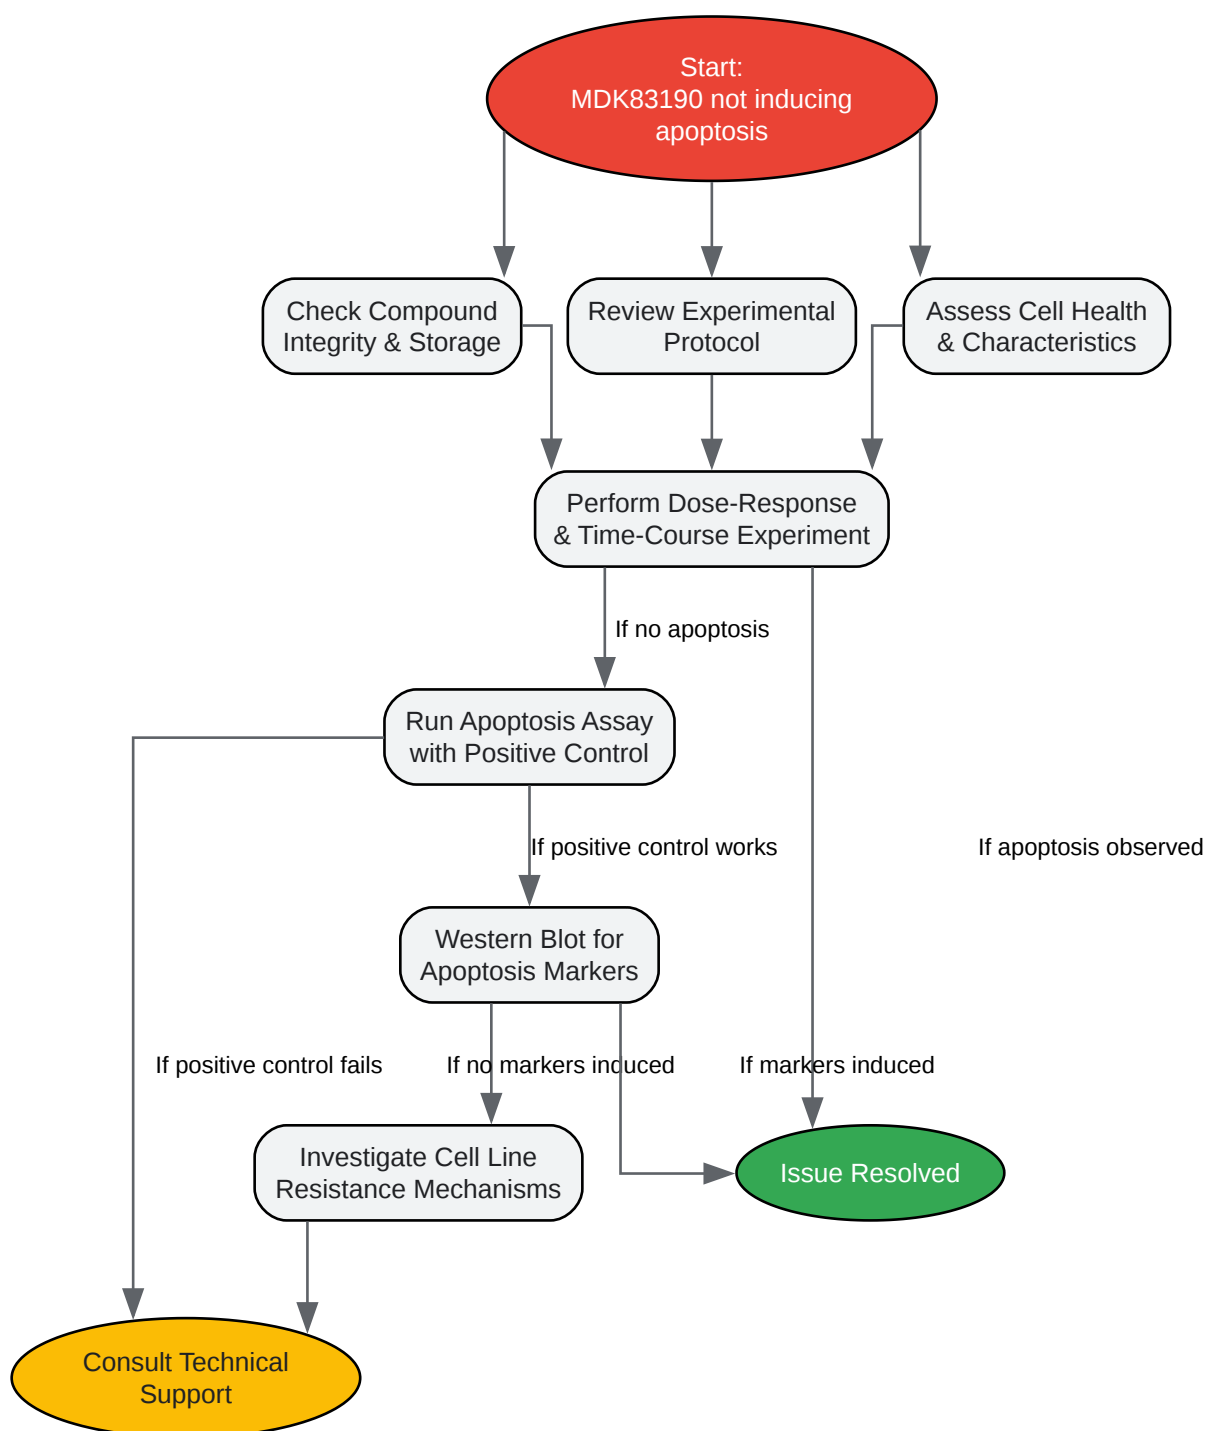 Start:
MDK83190 not inducing
apoptosis
Check Compound
Integrity & Storage
Review Experimental
Protocol
Assess Cell Health
& Characteristics
Perform Dose-Response
& Time-Course Experiment
If no apoptosis
Run Apoptosis Assay
with Positive Control
If positive control works
If apoptosis observed
Western Blot for
Apoptosis Markers
If positive control fails
If no markers induced
If markers induced
Investigate Cell Line
Resistance Mechanisms
Issue Resolved
Consult Technical
Support